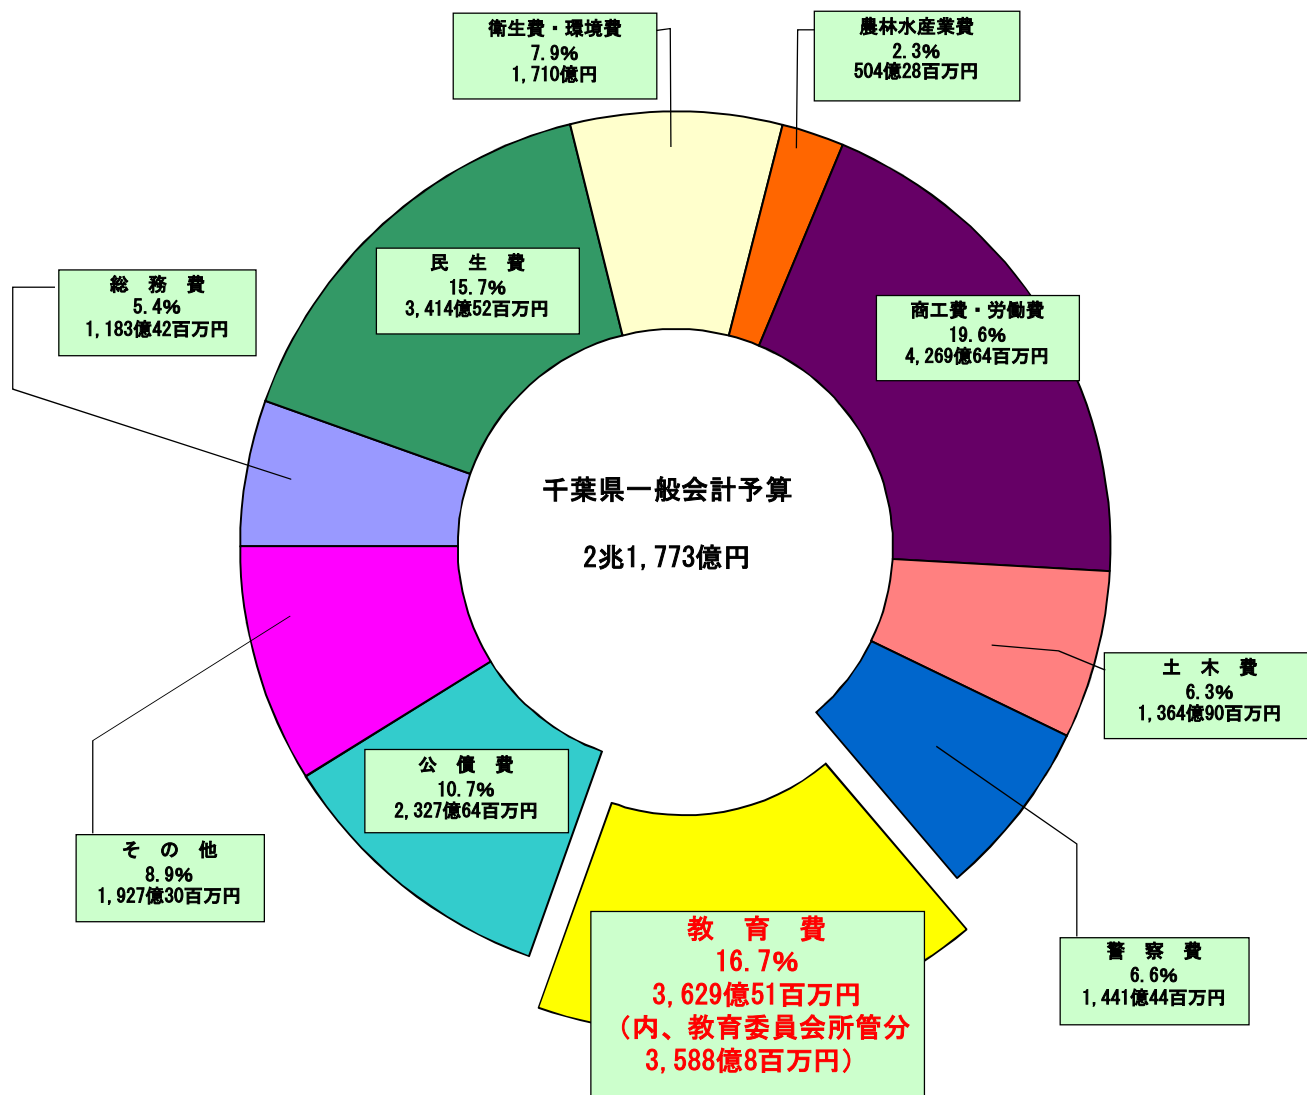 衛生費・環境費
7.9%
1,710億円
農林水産業費
2.3%
504億28百万円
民 生 費
15.7%
3,414億52百万円
総 務 費
5.4%
1,183億42百万円
商工費・労働費
19.6%
4,269億64百万円
千葉県一般会計予算
2兆1,773億円
土 木 費
6.3%
1,364億90百万円
公 債 費
10.7%
2,327億64百万円
そ の 他
8.9%
1,927億30百万円
教 育 費
16.7%
3,629億51百万円
(内、教育委員会所管分
3,588億8百万円)
警 察 費
6.6%
1,441億44百万円